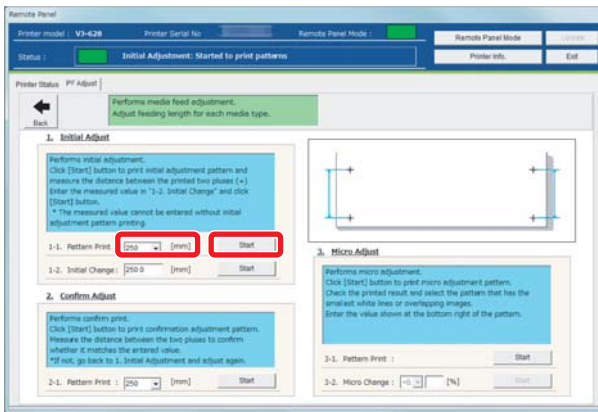 Remote Panel
Printer model : VJ-628 Printer Serial No Remote Panel Mode : Remote Panel Mode Update
Status : Initial Adjustment: Started to print patterns Printer Info. Exit
Printer Status PF Adjust
Back
Performs media feed adjustment.
Adjust feeding length for each media type.
1. Initial Adjust
Performs initial adjustment.
Click [Start] button to print initial adjustment pattern and
measure the distance between the printed two pluses (+)
Enter the measured value in "1-2. Initial Change" and click
[Start] button.
* The measured value cannot be entered without initial
adjustment pattern printing.
1-1. Pattern Print : 250 [mm] Start
1-2. Initial Change : 250.0 [mm] Start
2. Confirm Adjust
Performs confirm print.
Click [Start] button to print confirmation adjustment pattern.
Measure the distance between the two pluses to confirm
whether it matches the entered value.
*If not, go back to 1. Initial Adjustment and adjust again.
2-1. Pattern Print : 250 [mm] Start
3. Micro Adjust
Performs micro adjustment.
Click [Start] button to print micro adjustment pattern.
Check the printed result and select the pattern that has the
smallest white lines or overlapping images.
Enter the value shown at the bottom right of the pattern.
3-1. Pattern Print : Start
3-2. Micro Change : +0. [%] Start